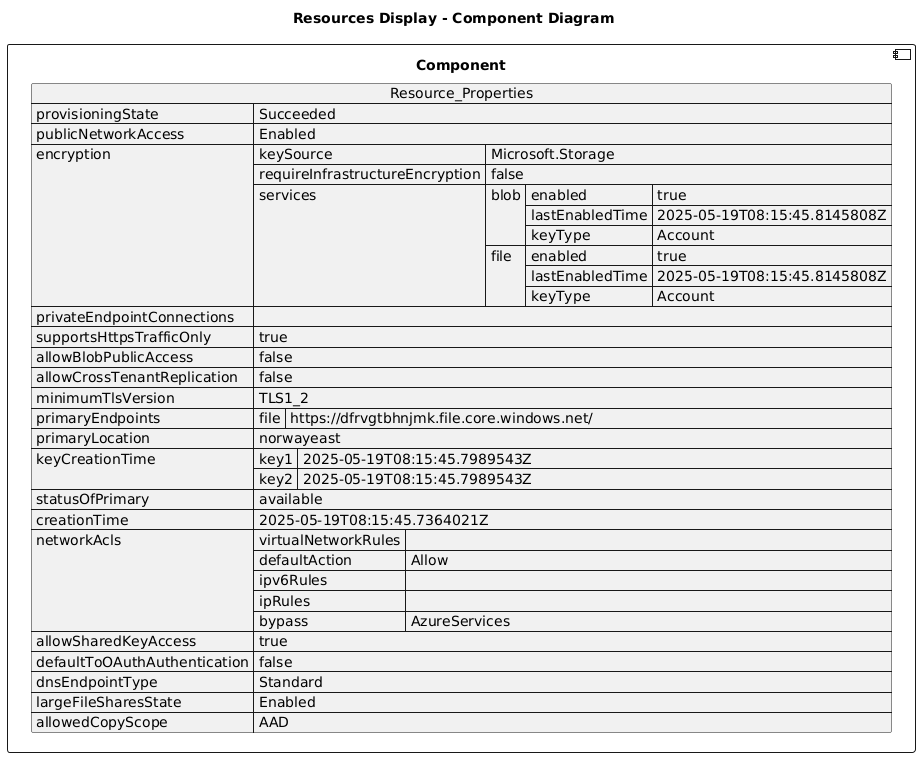 Resources Display - Component Diagram
Component
Resource_Properties
provisioningState Succeeded
publicNetworkAccess Enabled
encryption keySource Microsoft.Storage
requireInfrastructureEncryption false
services blob enabled true
lastEnabledTime 2025-05-19T08:15:45.8145808Z
keyType Account
file enabled true
lastEnabledTime 2025-05-19T08:15:45.8145808Z
keyType Account
privateEndpointConnections
supportsHttpsTrafficOnly true
allowBlobPublicAccess false
allowCrossTenantReplication false
minimumTlsVersion TLS1_2
primaryEndpoints file https://dfrvgtbhnjmk.file.core.windows.net/
primaryLocation norwayeast
keyCreationTime key1 2025-05-19T08:15:45.7989543Z
key2 2025-05-19T08:15:45.7989543Z
statusOfPrimary available
creationTime 2025-05-19T08:15:45.7364021Z
networkAcls virtualNetworkRules
defaultAction Allow
ipv6Rules
ipRules
bypass AzureServices
allowSharedKeyAccess true
defaultToOAuthAuthentication false
dnsEndpointType Standard
largeFileSharesState Enabled
allowedCopyScope AAD